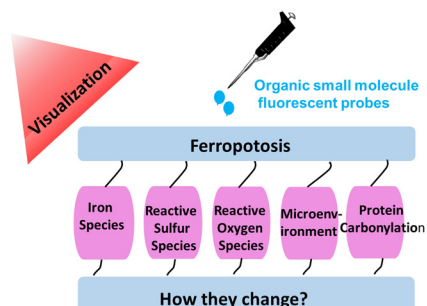 Visualization
Organic small molecule
fluorescent probes
Ferropotosis
Iron
Species
Reactive
Sulfur
Species
Reactive
Oxygen
Species
Microenv-
ironment
Protein
Carbonylation
How they change?